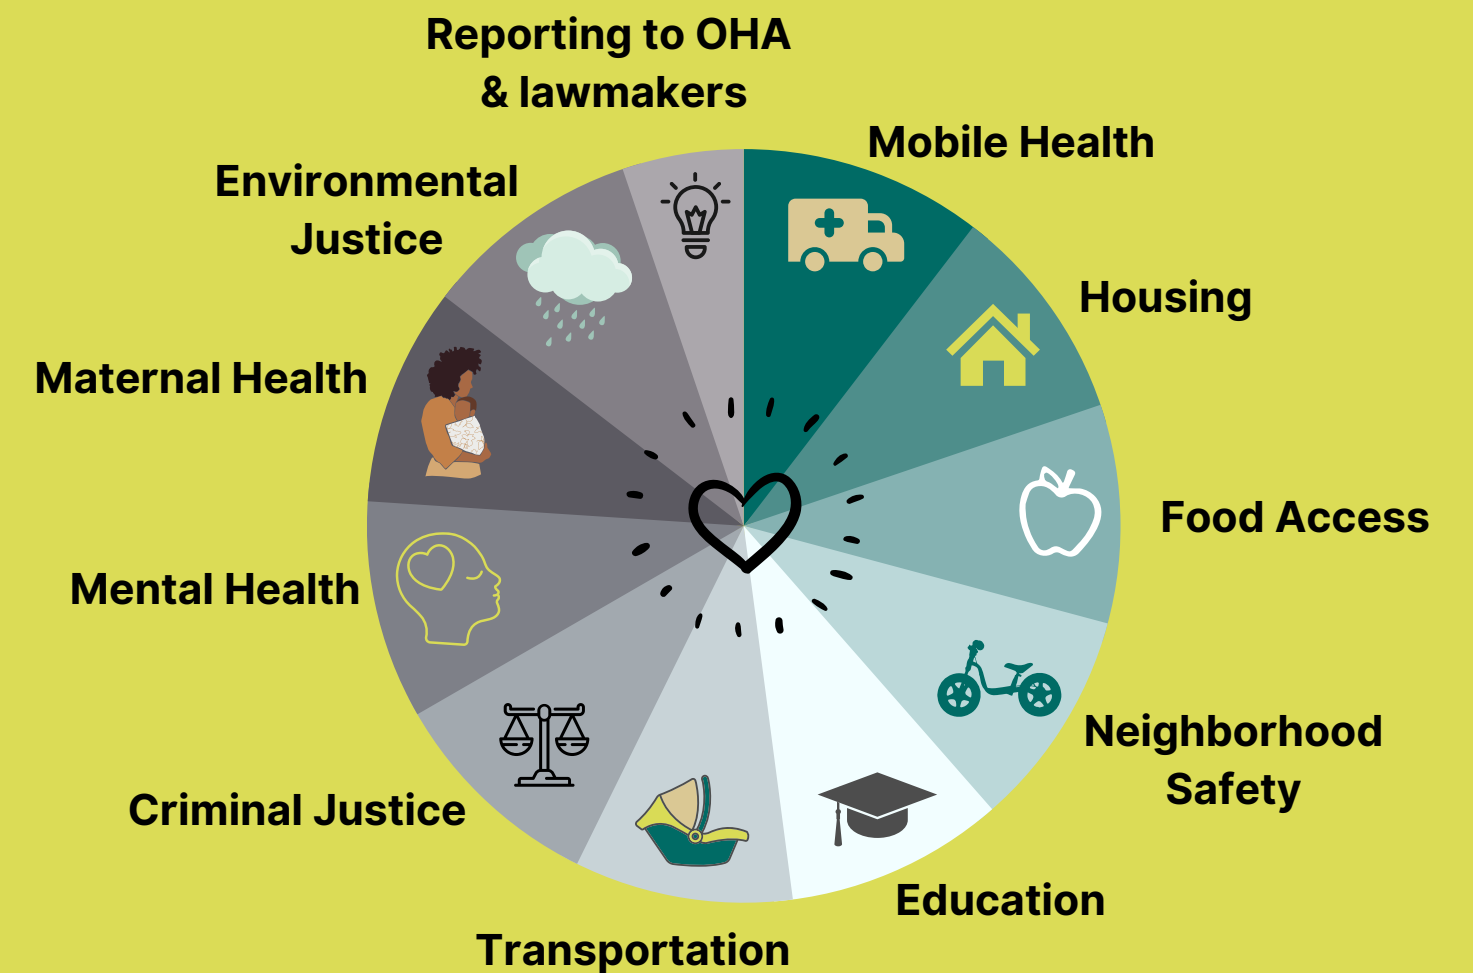 Reporting to OHA
& lawmakers
Mobile Health
Housing
Food Access
Neighborhood
Safety
Education
Transportation
Criminal Justice
Mental Health
Maternal Health
Environmental
Justice